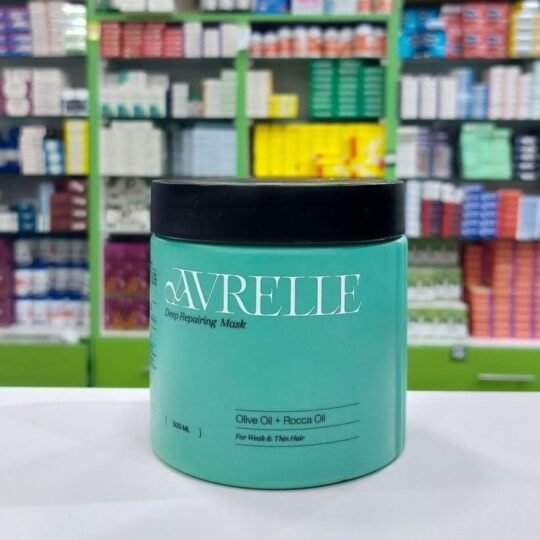 AVRELLE
Deep Repairing Mask
Olive Oil + Rocca Oil
{ 500 ML }
For Weak & Thin Hair